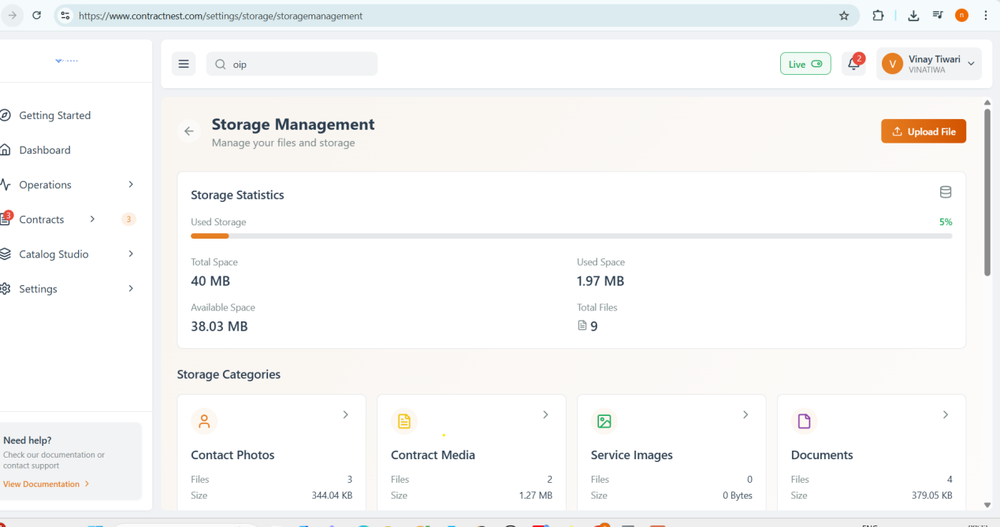 https://www.contractnest.com/settings/storage/storagemanagement
n
oip
Live
2
V
Vinay Tiwari
VINATIWA
Getting Started
Dashboard
Operations
3
Contracts
3
Catalog Studio
Settings
Need help?
Check our documentation or
contact support
View Documentation
Storage Management
Manage your files and storage
Upload File
Storage Statistics
Used Storage
5%
Total Space
40 MB
Used Space
1.97 MB
Available Space
38.03 MB
Total Files
9
Storage Categories
Contact Photos
Files 3
Size 344.04 KB
Contract Media
Files 2
Size 1.27 MB
Service Images
Files 0
Size 0 Bytes
Documents
Files 4
Size 379.05 KB